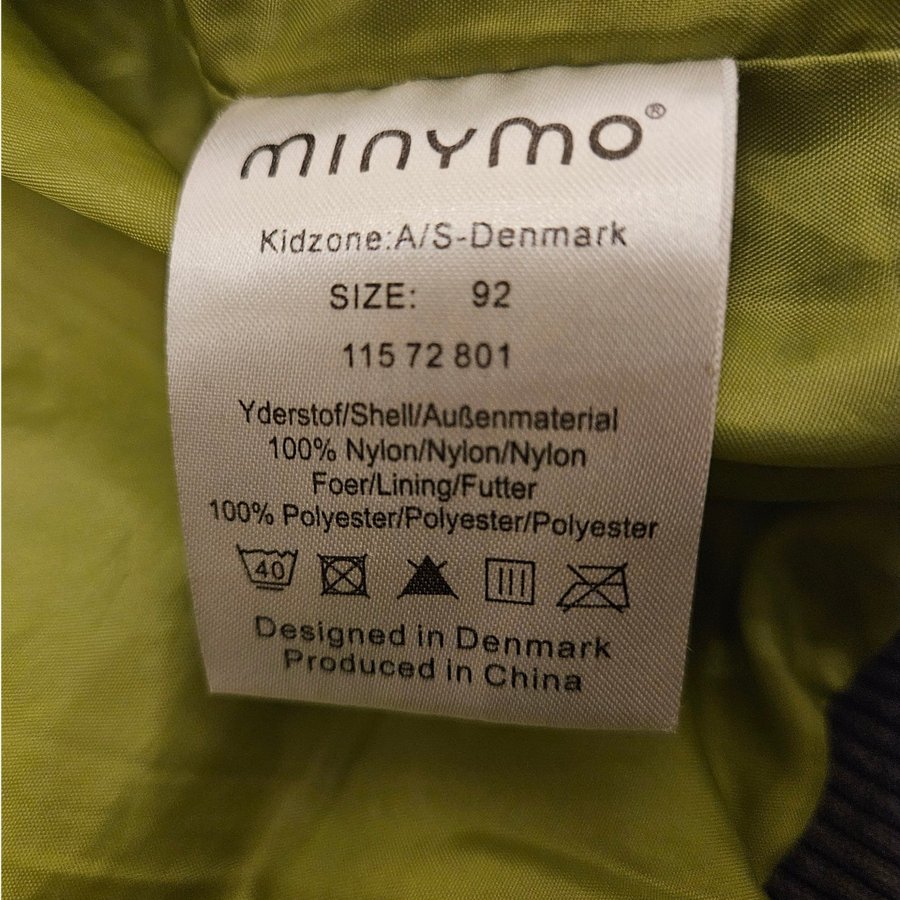 minymo®
Kidzone:A/S-Denmark
SIZE: 92
115 72 801
Yderstof/Shell/Außenmaterial
100% Nylon/Nylon/Nylon
Foer/Lining/Futter
100% Polyester/Polyester/Polyester
40
Designed in Denmark
Produced in China